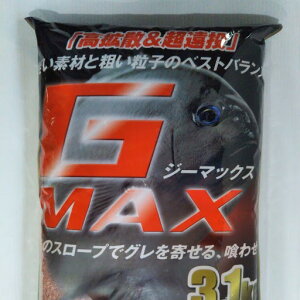 「高拡散&超遠投」
い素材と粗い粒子のベストバラン
G
ジーマックス
MAX
のスロープでグレを寄せる、喰わせ
3.1